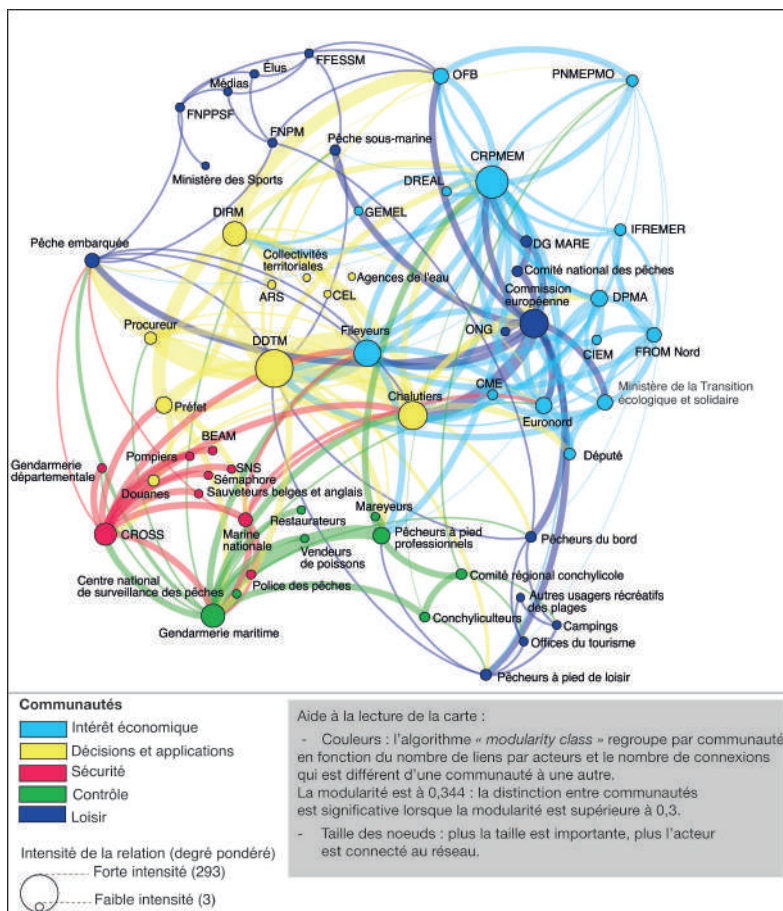 FFESSM
Élus
OFB
PNMEPMO
Médias
FNPPSF
FNPM
Pêche sous-marine
CRPMEM
Ministère des Sports
DREAL
GEMEL
DIRM
IFREMER
DG MARE
Pêche embarquée
Collectivités
territoriales
Agences de l'eau
Comité national des pêches
ARS
CEL
Commission
européenne
DPMA
Procureur
Fileyeurs
ONG
DDTM
CIEM
FROM Nord
CME
Chalutiers
Ministère de la Transition
écologique et solidaire
Préfet
Euronord
BEAM
Pompiers
Député
Gendarmerie
départementale
SNS
Sémaphore
Douanes
Sauveteurs belges et anglais
Mareyeurs
Restaurateurs
CROSS
Marine
nationale
Pêcheurs à pied
professionnels
Pêcheurs du bord
Vendeurs
de poissons
Centre national
de surveillance des pêches
Police des pêches
Comité régional conchylicole
Autres usagers récréatifs
des plages
Gendarmerie maritime
Conchyliculteurs
Campings
Offices du tourisme
Pêcheurs à pied de loisir
Communautés
Intérêt économique
Décisions et applications
Sécurité
Contrôle
Loisir
Intensité de la relation (degré pondéré)
Forte intensité (293)
Faible intensité (3)
Aide à la lecture de la carte :
- Couleurs : l'algorithme « modularity class » regroupe par communauté
en fonction du nombre de liens par acteurs et le nombre de connexions
qui est différent d'une communauté à une autre.
La modularité est à 0,344 : la distinction entre communautés
est significative lorsque la modularité est supérieure à 0,3.
- Taille des noeuds : plus la taille est importante, plus l'acteur
est connecté au réseau.